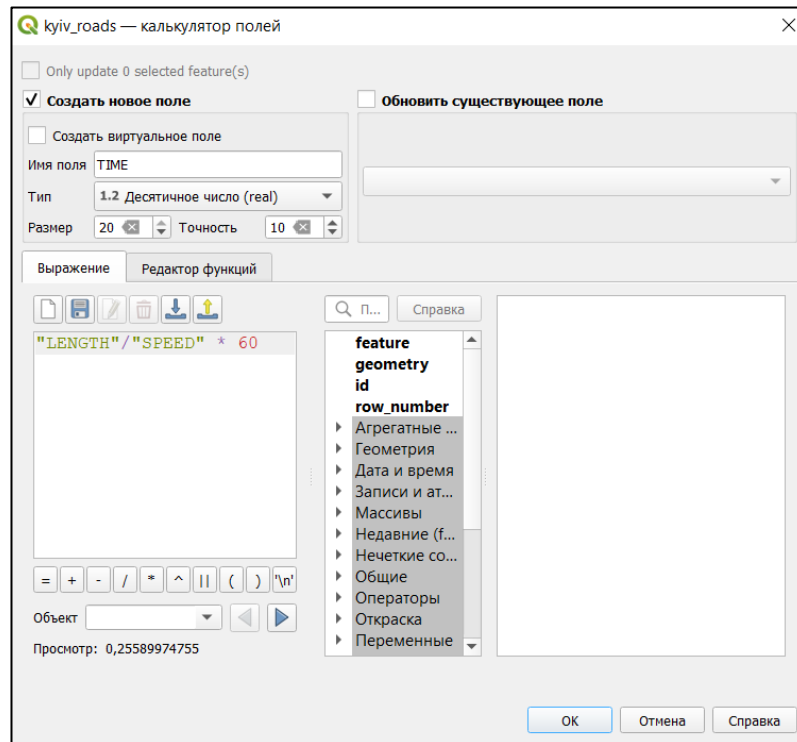 kyiv_roads — калькулятор полей
Only update 0 selected feature(s)
Создать новое поле
Обновить существующее поле
Создать виртуальное поле
Имя поля TIME
Тип 1.2 Десятичное число (real)
Размер 20 Точность 10
Выражение Редактор функций
П... Справка
"LENGTH"/"SPEED" * 60
feature
geometry
id
row_number
Агрегатные ...
Геометрия
Дата и время
Записи и ат...
Массивы
Недавние (f...
Нечеткие со...
Общие
Операторы
Откраска
Переменные
= + - / * ^ || ( ) '\n'
Объект
Просмотр: 0,25589974755
ОК Отмена Справка